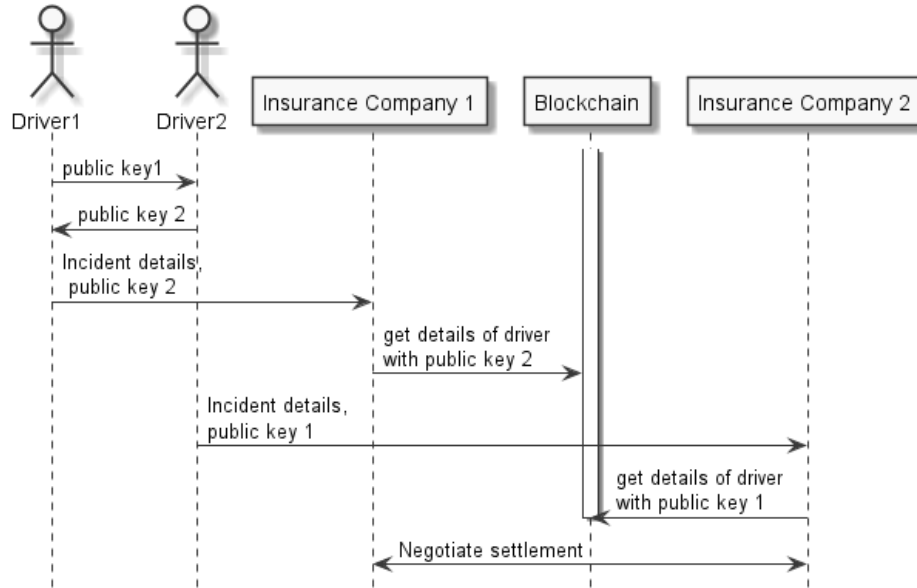 Driver1
Driver2
Insurance Company 1
Blockchain
Insurance Company 2
public key1
public key 2
Incident details,
public key 2
get details of driver
with public key 2
Incident details,
public key 1
get details of driver
with public key 1
Negotiate settlement